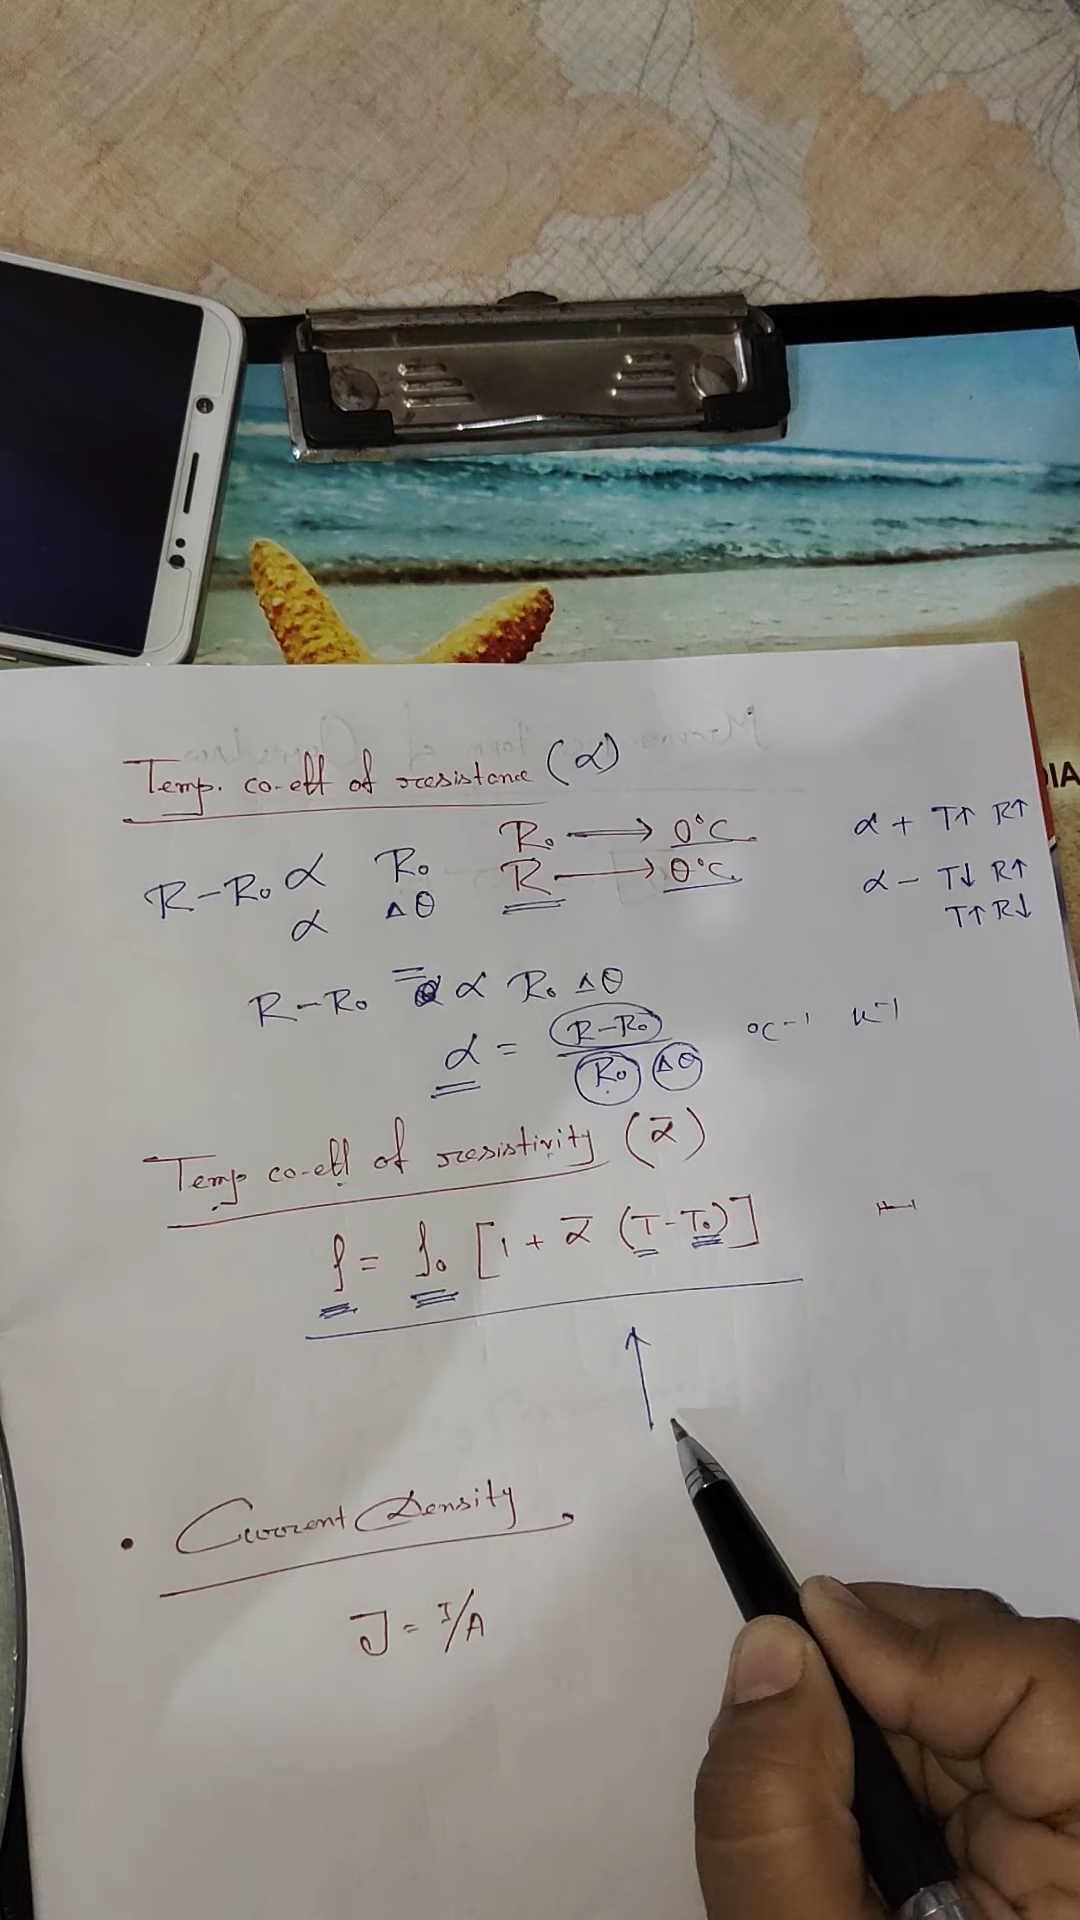 Temp. co-eff of resistance (α)
R₀ → 0°C
R → θ°C
α + T↑ R↑
α - T↓ R↑
T↑ R↓
R-R₀ α R₀
α Δθ
R-R₀ = α R₀ Δθ
α = (R-R₀) / R₀ Δθ °C⁻¹ K⁻¹
Temp co-eff of resistivity (ᾱ)
ρ = ρ₀ [1 + ᾱ (T-T₀)]
• Current Density
J = I/A